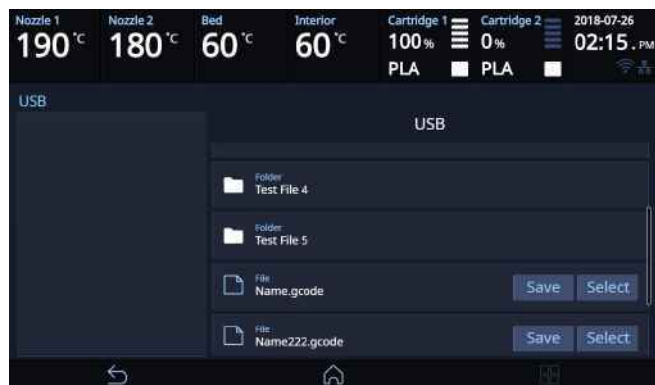 Nozzle 1 Nozzle 2 Bed Interior Cartridge 1 Cartridge 2 2018-07-26
190°C 180°C 60°C 60°C 100% 0% 02:15.PM
PLA PLA
USB
USB
Folder
Test File 4
Folder
Test File 5
File
Name.gcode Save Select
File
Name222.gcode Save Select